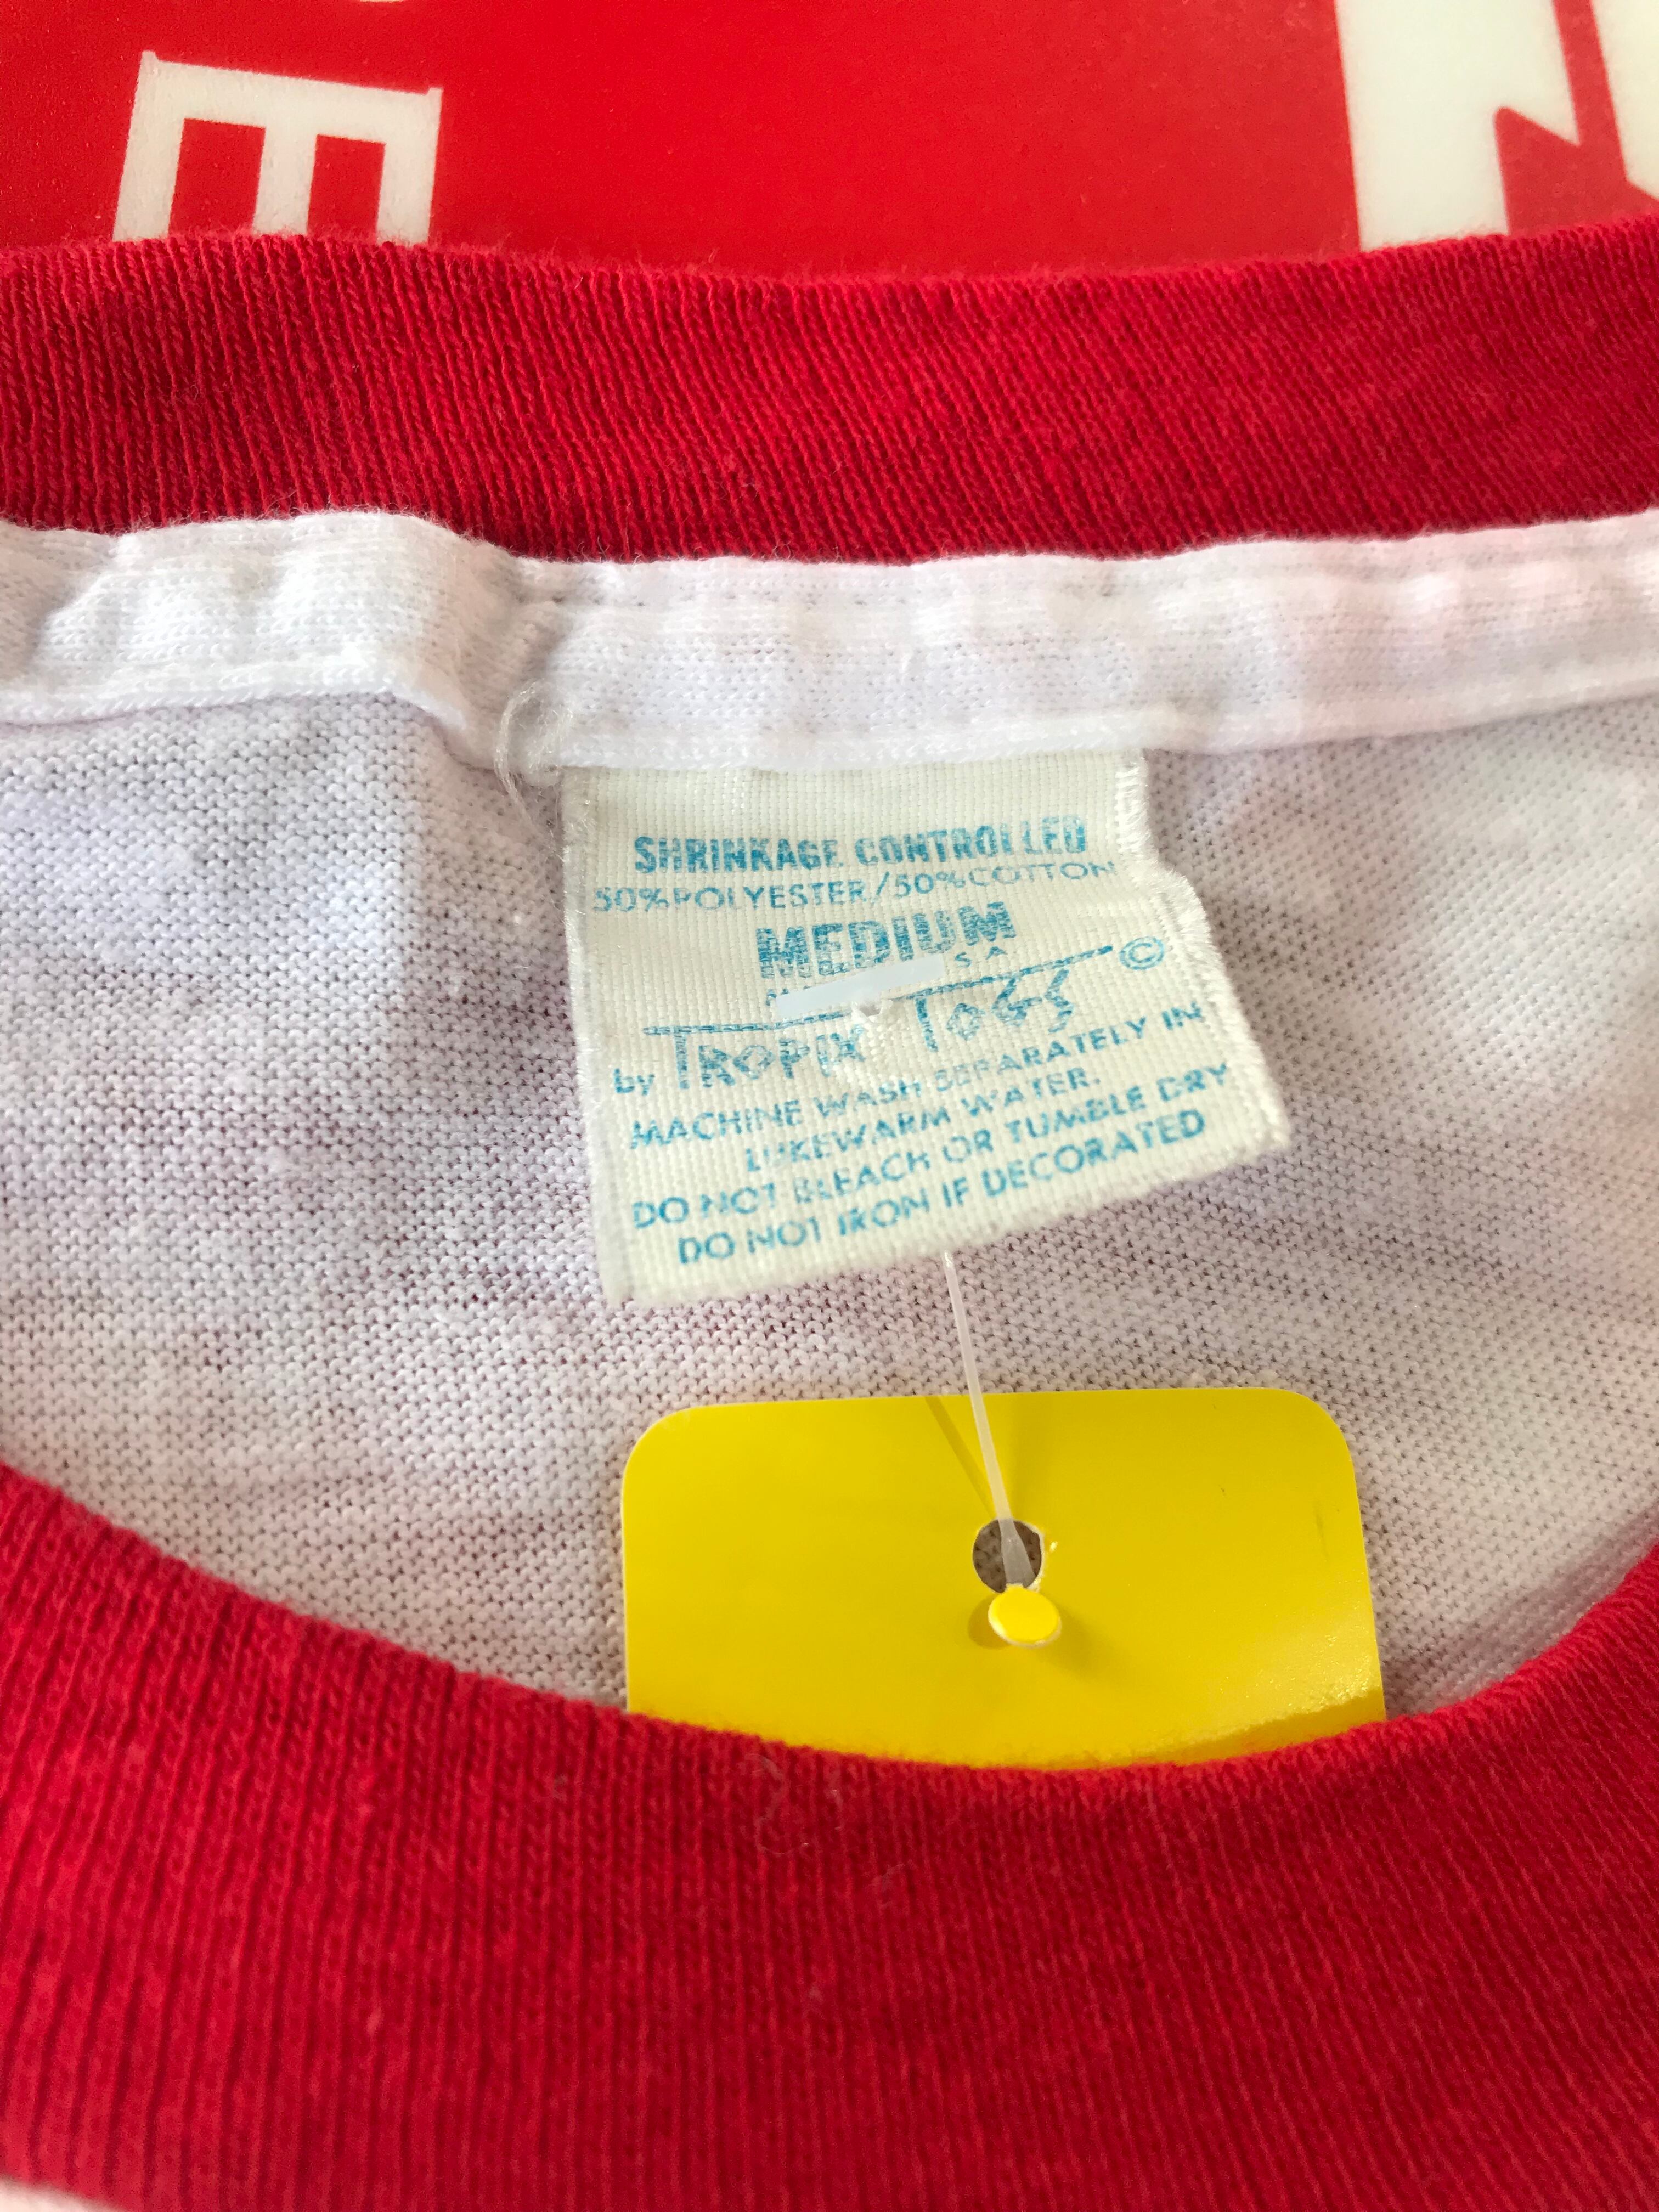 E
SHRINKAGE CONTROLLED
50% POLYESTER/50% COTTON
MEDIUM
S.A.
by TROPIX TOGS ©
MACHINE WASH SEPARATELY IN
LUKEWARM WATER.
DO NOT BLEACH OR TUMBLE DRY
DO NOT IRON IF DECORATED